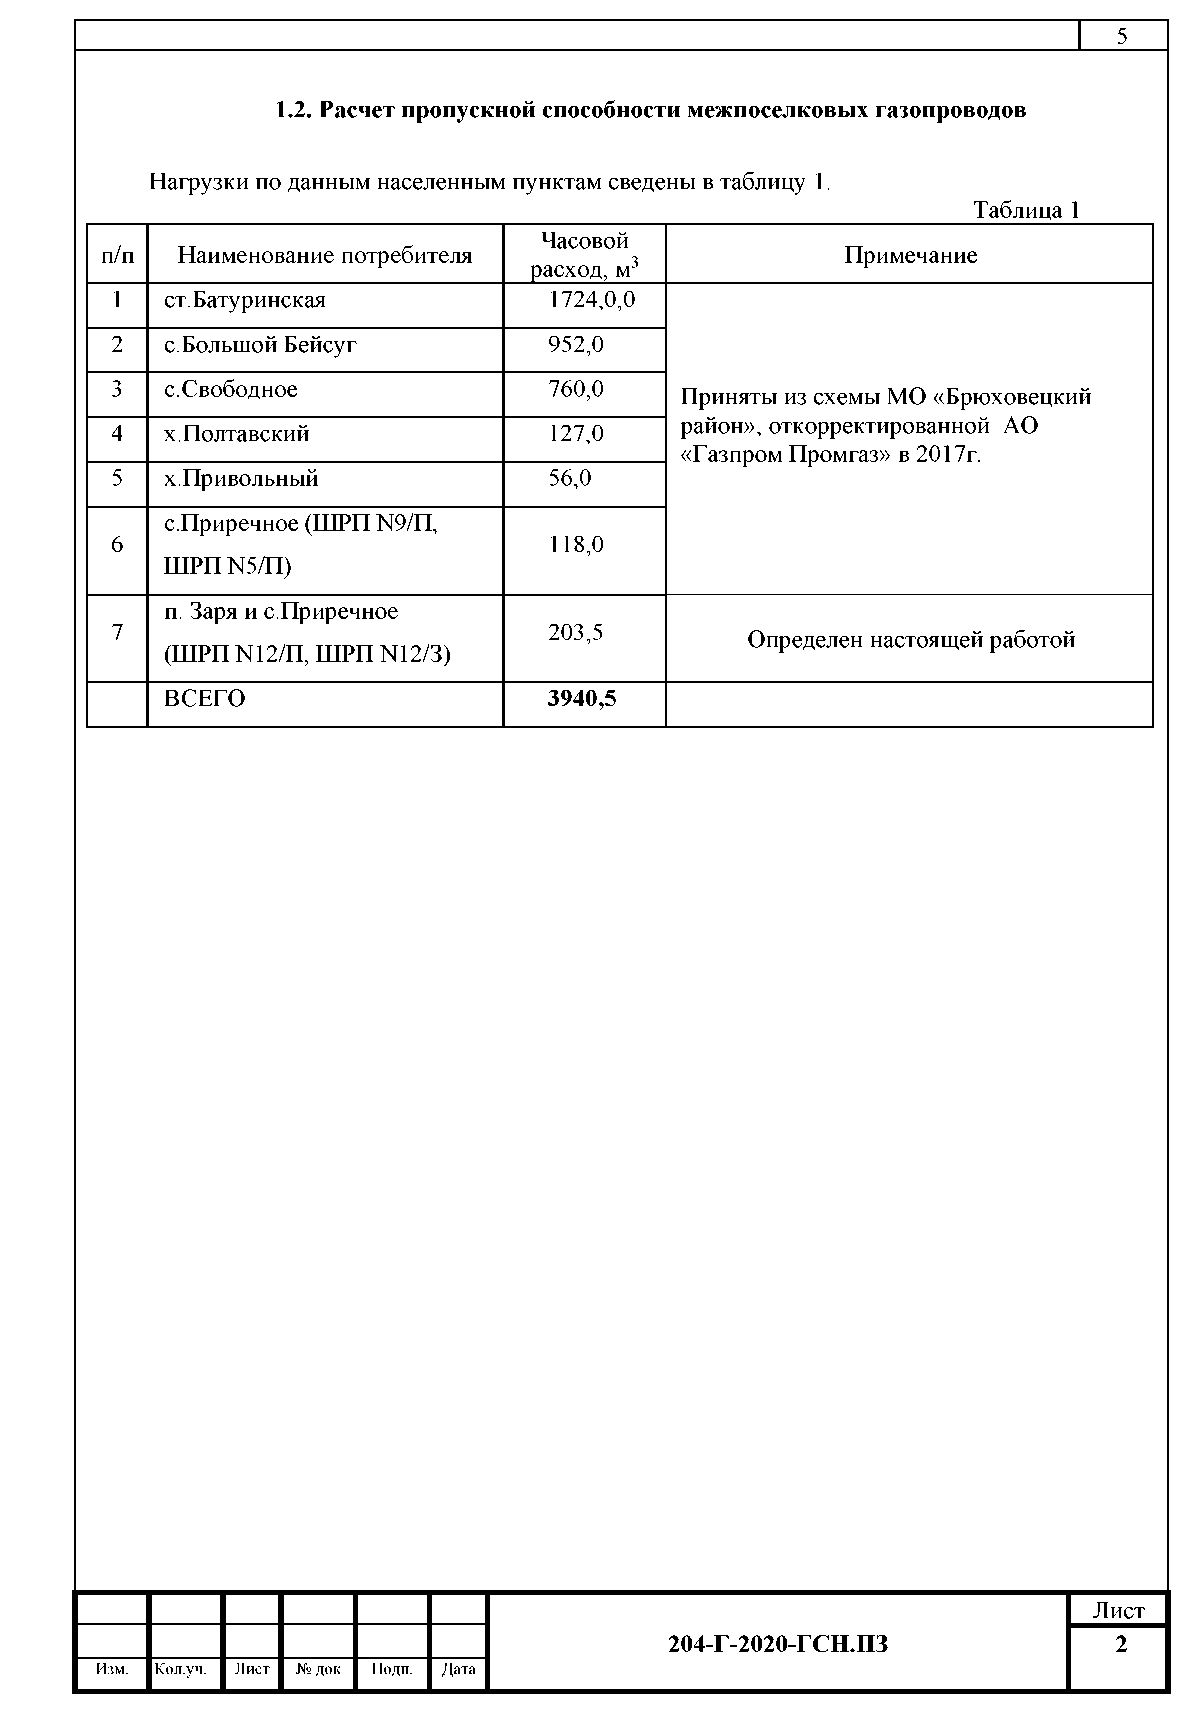 5
1.2. Расчет пропускной способности межпоселковых газопроводов
Нагрузки по данным населенным пунктам сведены в таблицу 1.
Таблица 1
п/п Наименование потребителя Часовой расход, м³ Примечание
1 ст.Батуринская 1724,0,0
2 с.Большой Бейсуг 952,0
3 с.Свободное 760,0
Приняты из схемы МО «Брюховецкий
район», откорректированной АО
«Газпром Промгаз» в 2017г.
4 х.Полтавский 127,0
5 х.Привольный 56,0
6 с.Приречное (ШРП N9/П,
ШРП N5/П) 118,0
7 п. Заря и с.Приречное
(ШРП N12/П, ШРП N12/З) 203,5 Определен настоящей работой
ВСЕГО 3940,5
Лист
204-Г-2020-ГСН.ПЗ 2
Изм. Кол.уч. Лист № док Подп. Дата